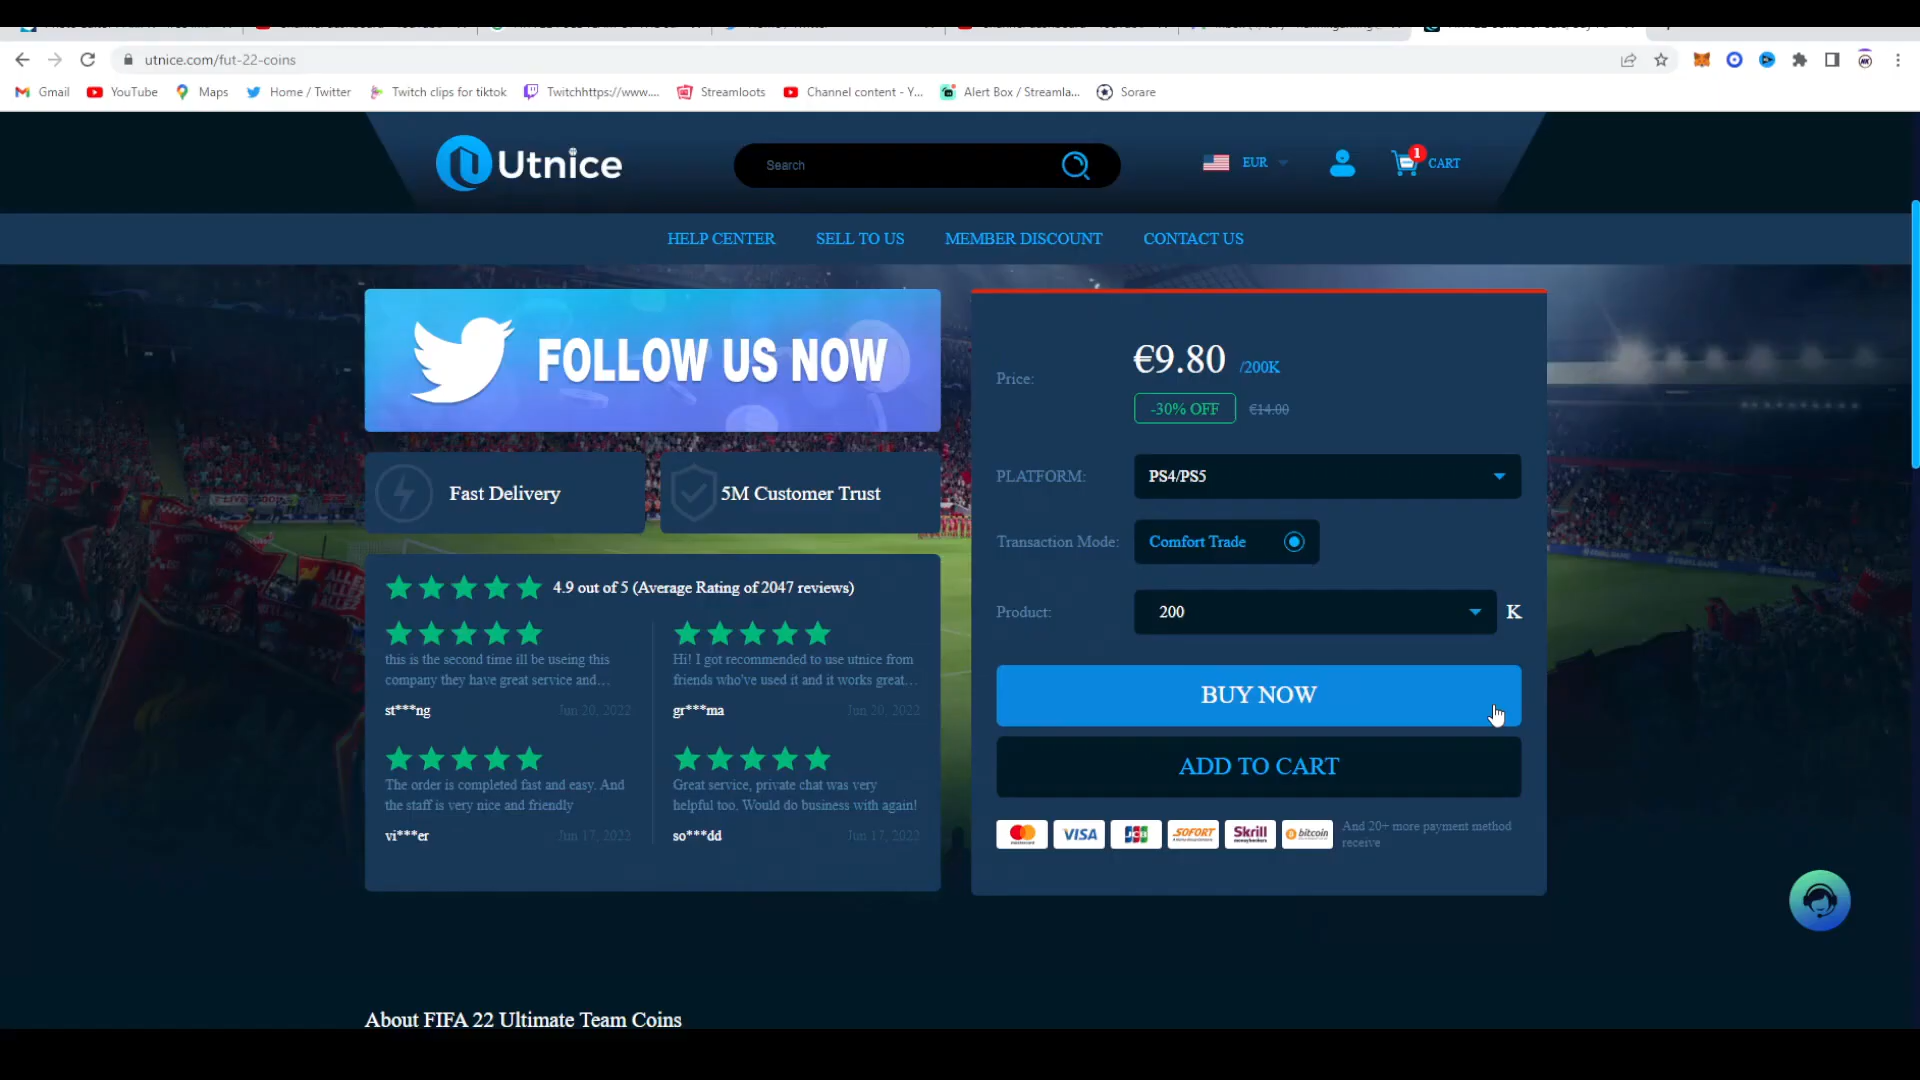 utnice.com/fut-22-coins
Gmail YouTube Maps Home / Twitter Twitch clips for tiktok Twitchhttps://www.... Streamloots Channel content - Y... Alert Box / Streamla... Sorare
Utnice
Search
EUR
1
CART
HELP CENTER SELL TO US MEMBER DISCOUNT CONTACT US
FOLLOW US NOW
Fast Delivery
5M Customer Trust
4.9 out of 5 (Average Rating of 2047 reviews)
this is the second time ill be useing this
company they have great service and...
st***ng Jun 20, 2022
Hi! I got recommended to use utnice from
friends who've used it and it works great...
gr***ma Jun 20, 2022
The order is completed fast and easy. And
the staff is very nice and friendly
vi***er Jun 17, 2022
Great service, private chat was very
helpful too. Would do business with again!
so***dd Jun 17, 2022
Price:
€9.80 /200K
-30% OFF €14.00
PLATFORM: PS4/PS5
Transaction Mode: Comfort Trade
Product: 200 K
BUY NOW
ADD TO CART
mastercard VISA JCB SOFORT Skrill moneybookers bitcoin
And 20+ more payment method
receive
About FIFA 22 Ultimate Team Coins